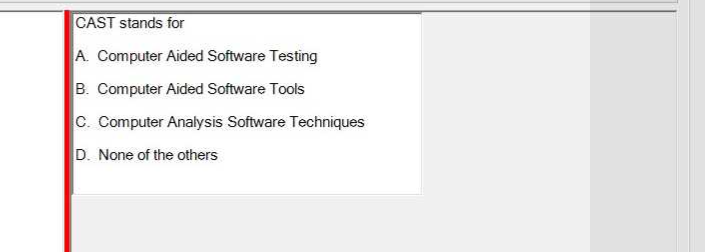 CAST stands for
A. Computer Aided Software Testing
B. Computer Aided Software Tools
C. Computer Analysis Software Techniques
D. None of the others